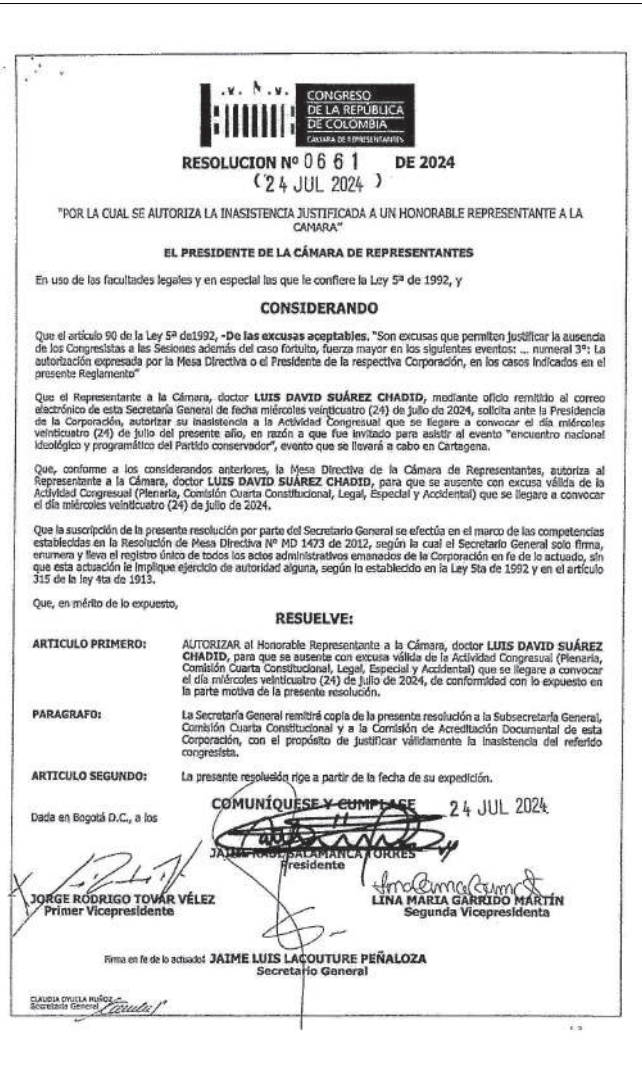 CONGRESO
DE LA REPÚBLICA
DE COLOMBIA
CÁMARA DE REPRESENTANTES
RESOLUCION Nº 0661 DE 2024
(24 JUL 2024)
"POR LA CUAL SE AUTORIZA LA INASISTENCIA JUSTIFICADA A UN HONORABLE REPRESENTANTE A LA
CAMARA"
EL PRESIDENTE DE LA CÁMARA DE REPRESENTANTES
En uso de las facultades legales y en especial las que le confiere la Ley 5ª de 1992, y
CONSIDERANDO
Que el artículo 90 de la Ley 5ª de1992, -De las excusas aceptables. "Son excusas que permiten justificar la ausencia
de los Congresistas a las Sesiones además del caso fortuito, fuerza mayor en los siguientes eventos: ... numeral 3º: La
autorización expresada por la Mesa Directiva o el Presidente de la respectiva Corporación, en los casos indicados en el
presente Reglamento"
Que el Representante a la Cámara, doctor LUIS DAVID SUÁREZ CHADID, mediante oficio remitido al correo
electrónico de esta Secretaría General de fecha miércoles veinticuatro (24) de julio de 2024, solicita ante la Presidencia
de la Corporación, autorizar su inasistencia a la Actividad Congresual que se llegare a convocar el día miércoles
veinticuatro (24) de julio del presente año, en razón a que fue invitado para asistir al evento "encuentro nacional
ideológico y programático del Partido conservador", evento que se llevará a cabo en Cartagena.
Que, conforme a los considerandos anteriores, la Mesa Directiva de la Cámara de Representantes, autoriza al
Representante a la Cámara, doctor LUIS DAVID SUÁREZ CHADID, para que se ausente con excusa válida de la
Actividad Congresual (Plenaria, Comisión Cuarta Constitucional, Legal, Especial y Accidental) que se llegare a convocar
el día miércoles veinticuatro (24) de julio de 2024.
Que la suscripción de la presente resolución por parte del Secretario General se efectúa en el marco de las competencias
establecidas en la Resolución de Mesa Directiva Nº MD 1473 de 2012, según la cual el Secretario General solo firma,
enumera y lleva el registro único de todos los actos administrativos emanados de la Corporación en fe de lo actuado, sin
que esta actuación le implique ejercicio de autoridad alguna, según lo establecido en la Ley 5ta de 1992 y en el artículo
315 de la ley 4ta de 1913.
Que, en mérito de lo expuesto,
RESUELVE:
ARTICULO PRIMERO: AUTORIZAR al Honorable Representante a la Cámara, doctor LUIS DAVID SUÁREZ
CHADID, para que se ausente con excusa válida de la Actividad Congresual (Plenaria,
Comisión Cuarta Constitucional, Legal, Especial y Accidental) que se llegare a convocar
el día miércoles veinticuatro (24) de julio de 2024, de conformidad con lo expuesto en
la parte motiva de la presente resolución.
PARAGRAFO: La Secretaría General remitirá copia de la presente resolución a la Subsecretaría General,
Comisión Cuarta Constitucional y a la Comisión de Acreditación Documental de esta
Corporación, con el propósito de justificar válidamente la inasistencia del referido
congresista.
ARTICULO SEGUNDO: La presente resolución rige a partir de la fecha de su expedición.
COMUNÍQUESE Y CUMPLASE
Dada en Bogotá D.C., a los 24 JUL 2024
JAIME RAÚL SALAMANCA TORRES
Presidente
JORGE RODRIGO TOVAR VÉLEZ LINA MARIA GARRIDO MARTÍN
Primer Vicepresidente Segunda Vicepresidenta
Firma en fe de lo actuado: JAIME LUIS LACOUTURE PEÑALOZA
Secretario General
CLAUDIA OYUELA MUÑOZ
Secretaría General